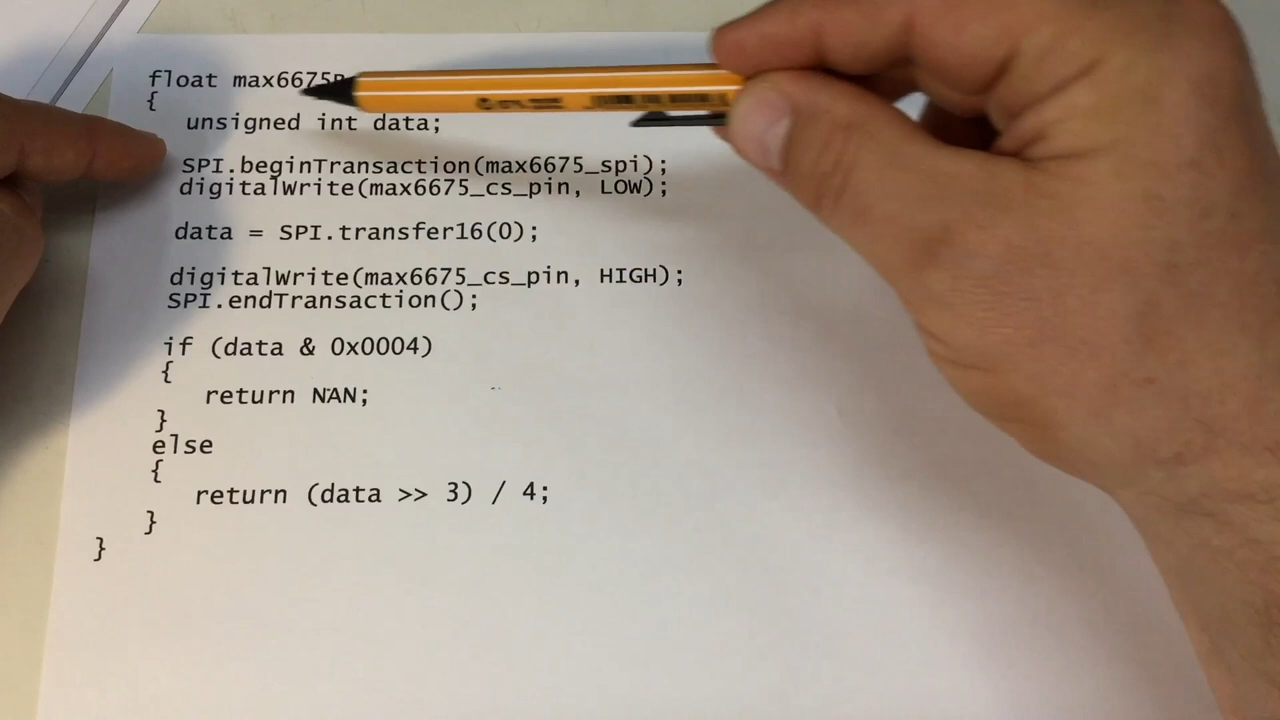 float max6675
{
unsigned int data;
SPI.beginTransaction(max6675_spi);
digitalWrite(max6675_cs_pin, LOW);
data = SPI.transfer16(0);
digitalWrite(max6675_cs_pin, HIGH);
SPI.endTransaction();
if (data & 0x0004)
{
return NAN;
}
else
{
return (data >> 3) / 4;
}
}